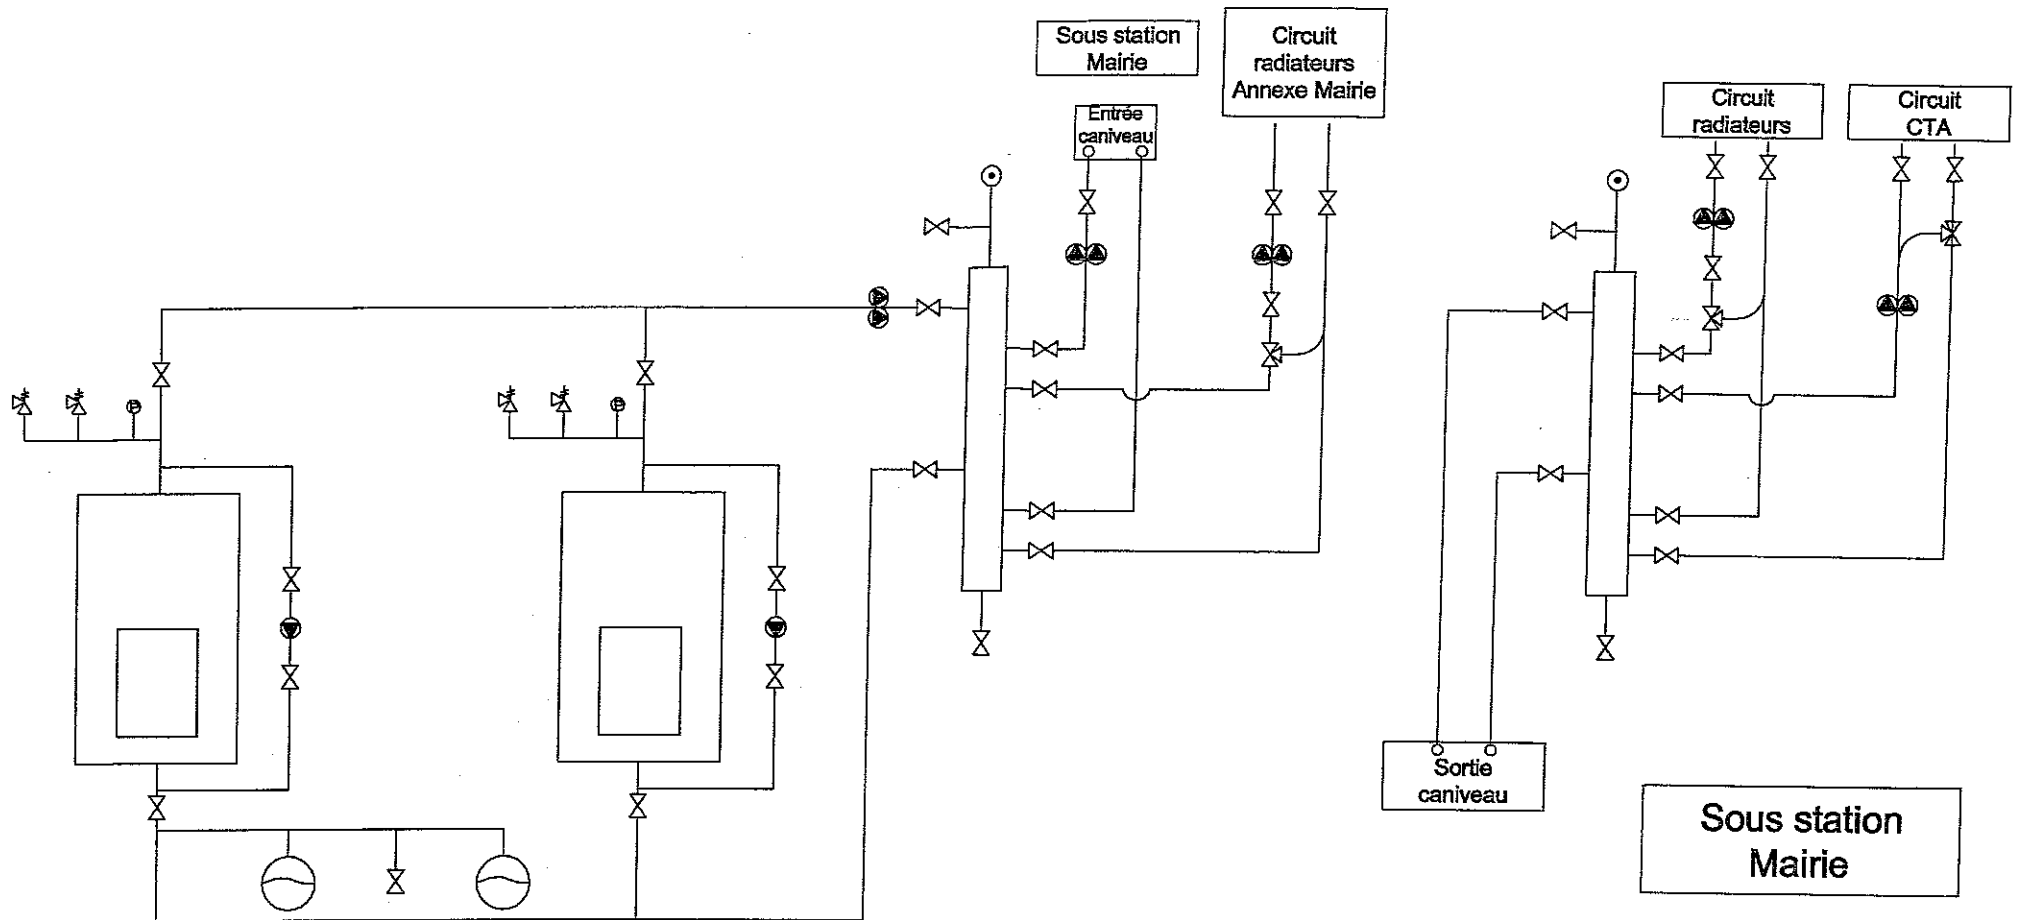 Sous station
Mairie
Circuit
radiateurs
Annexe Mairie
Entrée
caniveau
Circuit
radiateurs
Circuit
CTA
P
P
Sortie
caniveau
Sous station
Mairie